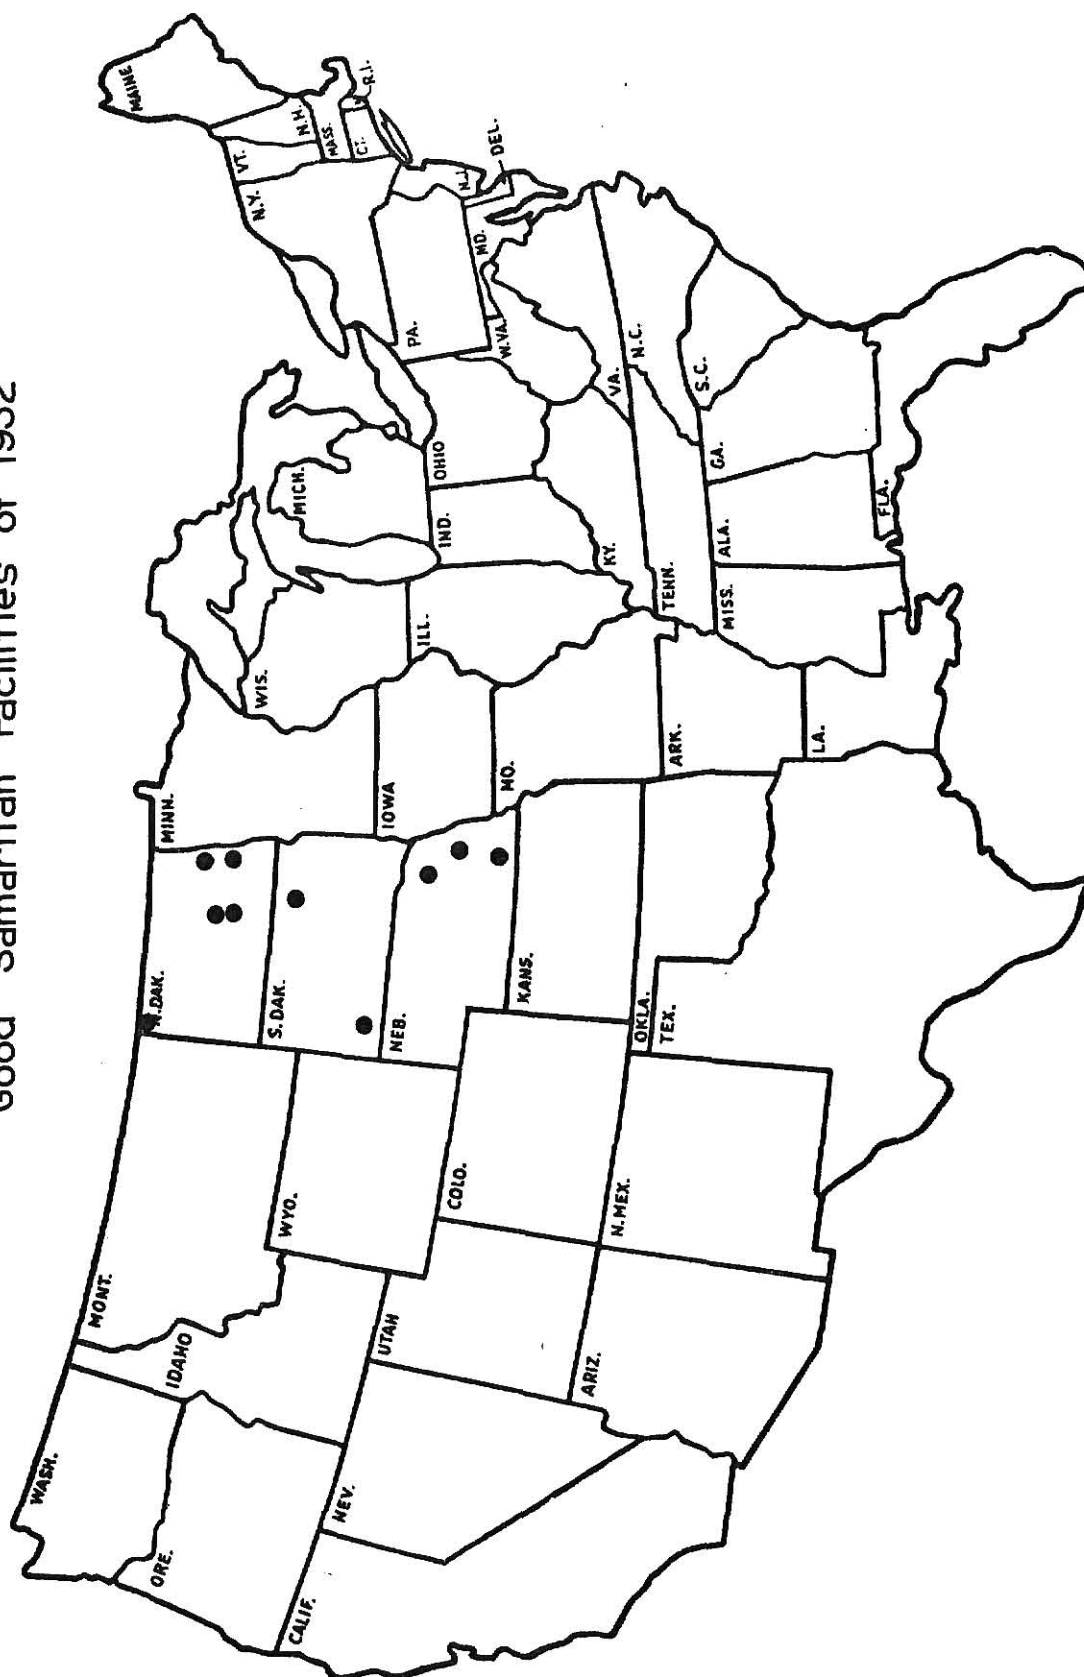 Good Samaritan Facilities of 1932
WASH.
ORE.
CALIF.
NEV.
IDAHO
MONT.
WYO.
UTAH
COLO.
ARIZ.
N.MEX.
N.DAK.
S.DAK.
NEB.
KANS.
OKLA.
TEX.
MINN.
IOWA
MO.
ARK.
LA.
WIS.
ILL.
MICH.
IND.
OHIO
KY.
TENN.
MISS.
ALA.
GA.
FLA.
S.C.
N.C.
VA.
W.VA.
MD.
DEL.
PA.
N.J.
N.Y.
VT.
N.H.
MASS.
CT.
R.I.
MAINE